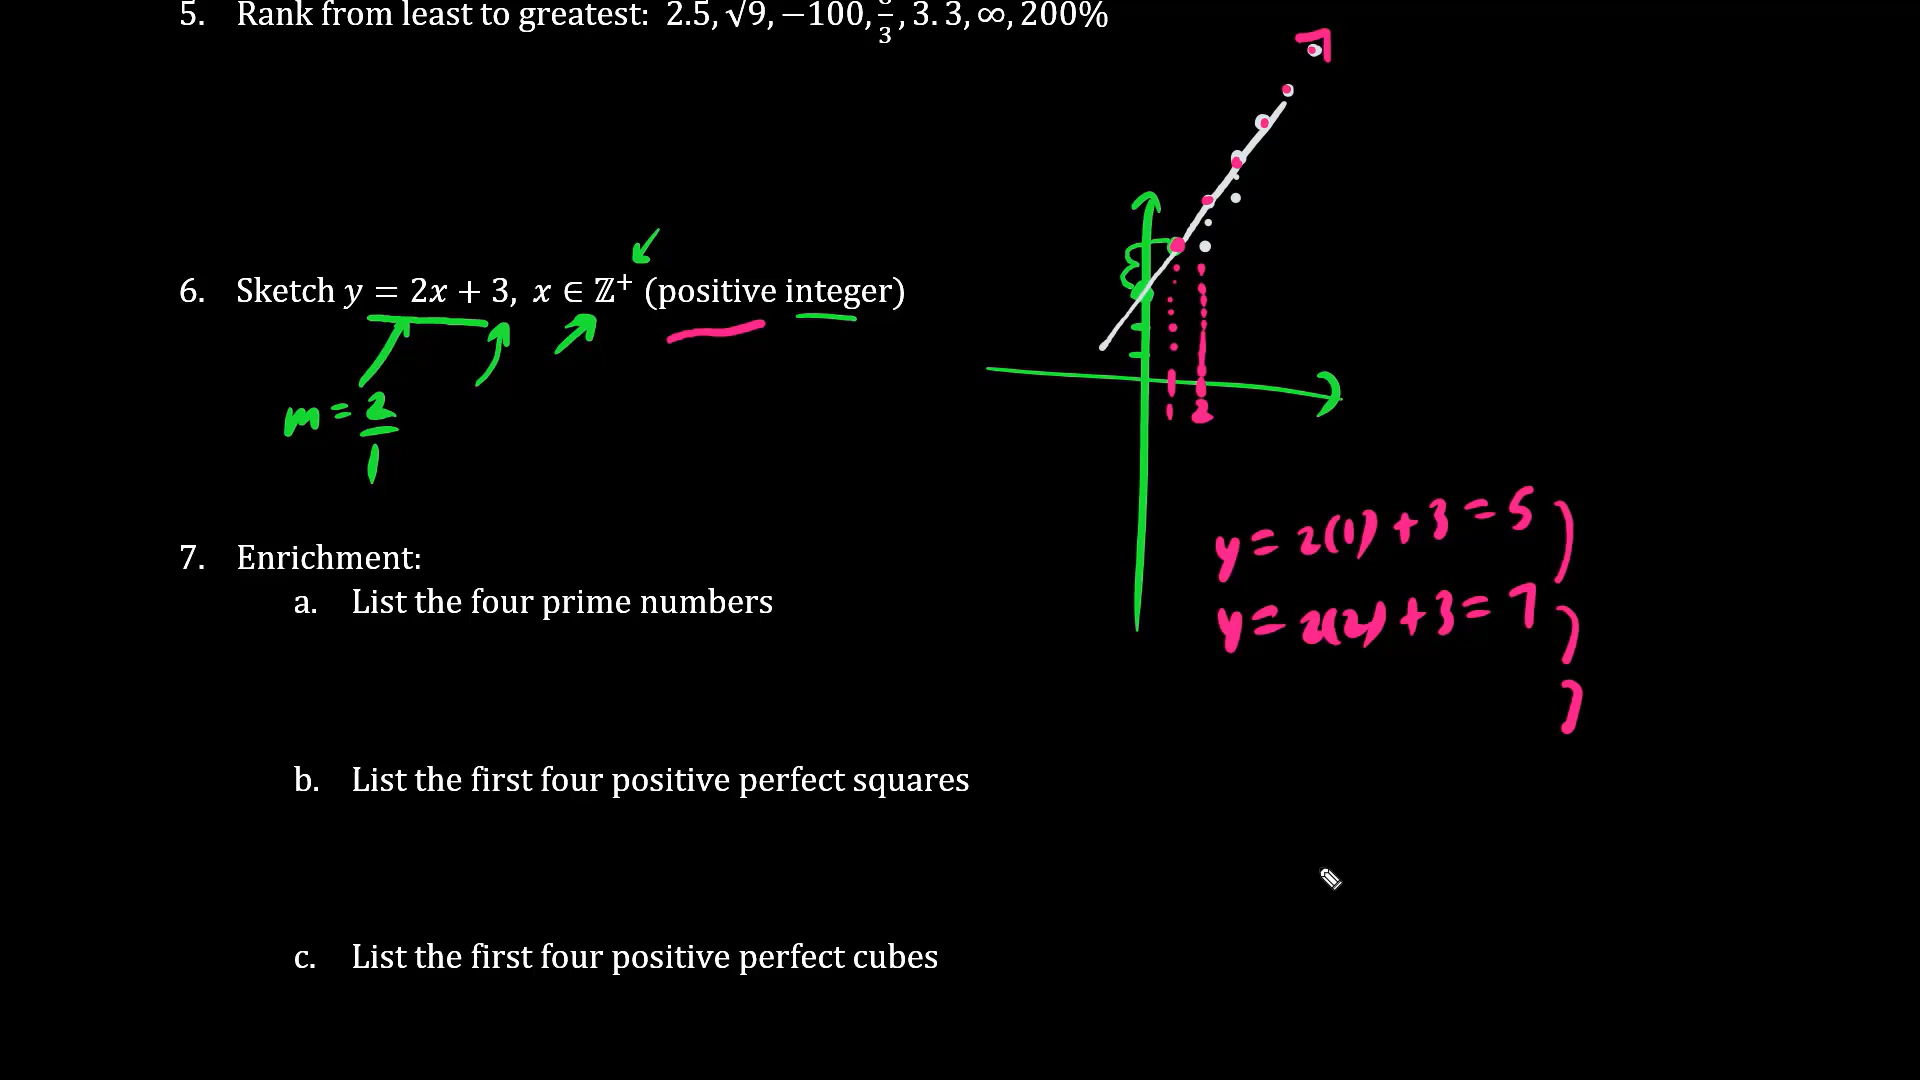 5. Rank from least to greatest: 2.5, √9, −100, /3, 3.3, ∞, 200%
6. Sketch y = 2x + 3, x ∈ ℤ⁺ (positive integer)
m = 2/1
1 2
y = 2(1) + 3 = 5
y = 2(2) + 3 = 7
7. Enrichment:
a. List the four prime numbers
b. List the first four positive perfect squares
c. List the first four positive perfect cubes